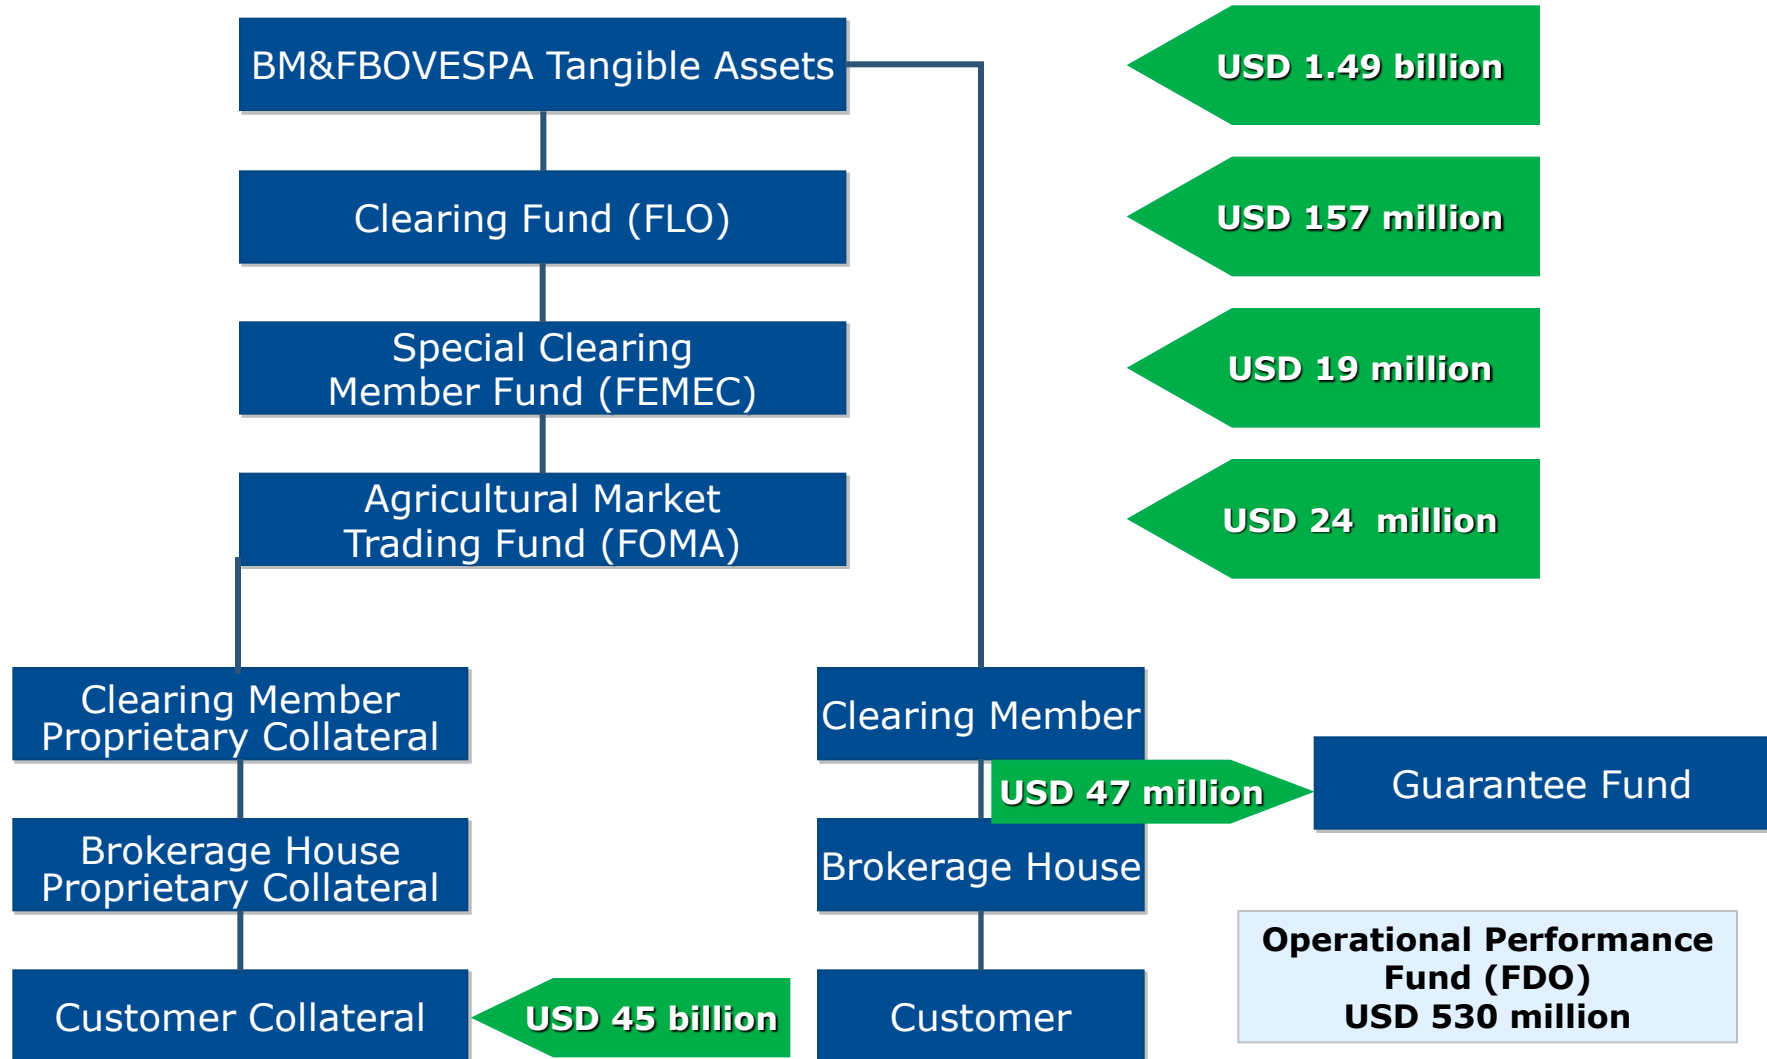 BM&FBOVESPA Tangible Assets
USD 1.49 billion
Clearing Fund (FLO)
USD 157 million
Special Clearing
Member Fund (FEMEC)
USD 19 million
Agricultural Market
Trading Fund (FOMA)
USD 24 million
Clearing Member
Proprietary Collateral
Clearing Member
USD 47 million
Guarantee Fund
Brokerage House
Proprietary Collateral
Brokerage House
Operational Performance
Fund (FDO)
USD 530 million
Customer Collateral
USD 45 billion
Customer